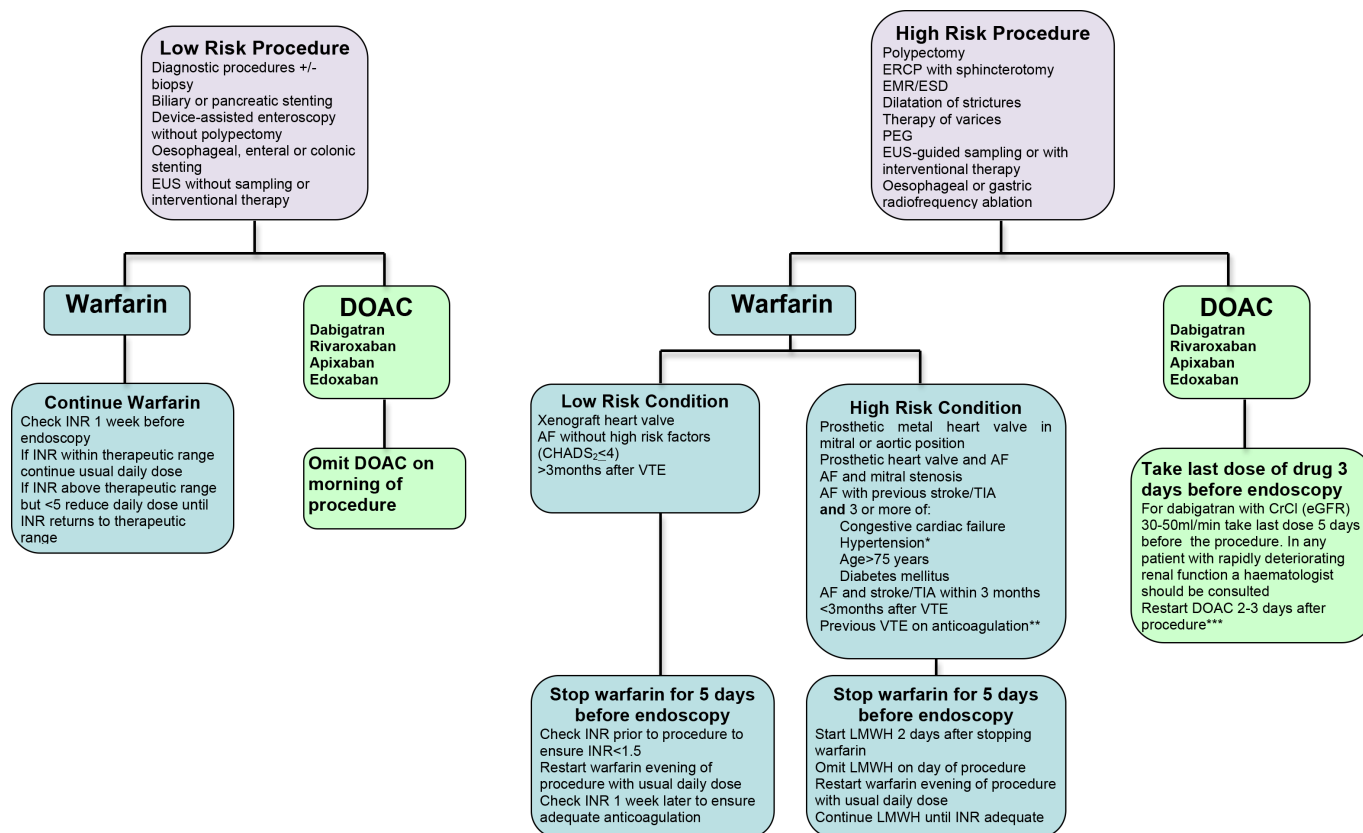 Low Risk Procedure
Diagnostic procedures +/-
biopsy
Biliary or pancreatic stenting
Device-assisted enteroscopy
without polypectomy
Oesophageal, enteral or colonic
stenting
EUS without sampling or
interventional therapy
High Risk Procedure
Polypectomy
ERCP with sphincterotomy
EMR/ESD
Dilatation of strictures
Therapy of varices
PEG
EUS-guided sampling or with
interventional therapy
Oesophageal or gastric
radiofrequency ablation
Warfarin
DOAC
Dabigatran
Rivaroxaban
Apixaban
Edoxaban
Warfarin
DOAC
Dabigatran
Rivaroxaban
Apixaban
Edoxaban
Continue Warfarin
Check INR 1 week before
endoscopy
If INR within therapeutic range
continue usual daily dose
If INR above therapeutic range
but <5 reduce daily dose until
INR returns to therapeutic
range
Omit DOAC on
morning of
procedure
Low Risk Condition
Xenograft heart valve
AF without high risk factors
(CHADS₂≤4)
>3months after VTE
High Risk Condition
Prosthetic metal heart valve in
mitral or aortic position
Prosthetic heart valve and AF
AF and mitral stenosis
AF with previous stroke/TIA
and 3 or more of:
Congestive cardiac failure
Hypertension*
Age>75 years
Diabetes mellitus
AF and stroke/TIA within 3 months
<3months after VTE
Previous VTE on anticoagulation**
Take last dose of drug 3
days before endoscopy
For dabigatran with CrCl (eGFR)
30-50ml/min take last dose 5 days
before the procedure. In any
patient with rapidly deteriorating
renal function a haematologist
should be consulted
Restart DOAC 2-3 days after
procedure***
Stop warfarin for 5 days
before endoscopy
Check INR prior to procedure to
ensure INR<1.5
Restart warfarin evening of
procedure with usual daily dose
Check INR 1 week later to ensure
adequate anticoagulation
Stop warfarin for 5 days
before endoscopy
Start LMWH 2 days after stopping
warfarin
Omit LMWH on day of procedure
Restart warfarin evening of procedure
with usual daily dose
Continue LMWH until INR adequate